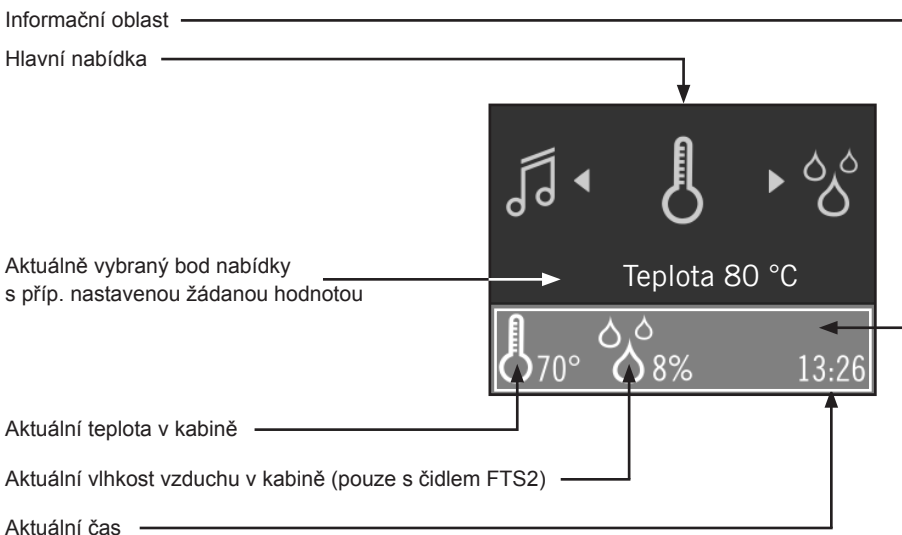 Informační oblast
Hlavní nabídka
Aktuálně vybraný bod nabídky
s příp. nastavenou žádanou hodnotou
Teplota 80 °C
70° 8% 13:26
Aktuální teplota v kabině
Aktuální vlhkost vzduchu v kabině (pouze s čidlem FTS2)
Aktuální čas